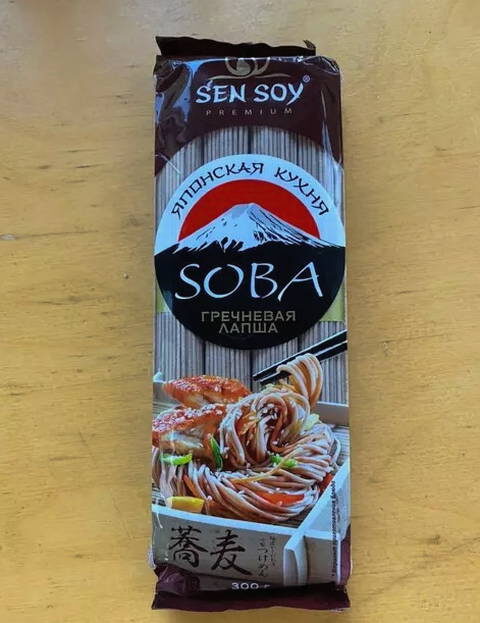 SEN SOY®
PREMIUM
ЯПОНСКАЯ КУХНЯ
SOBA
ГРЕЧНЕВАЯ
ЛАПША
蕎麦
300 г